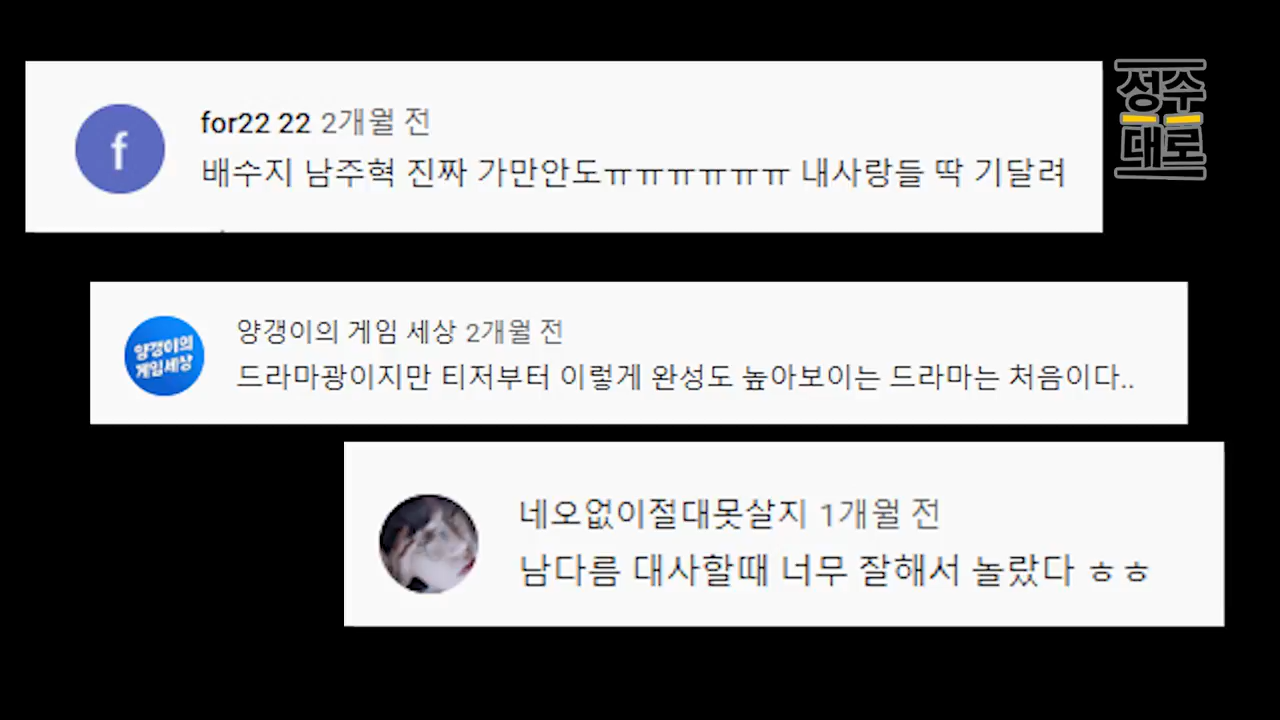 for22 22 2개월 전
배수지 남주혁 진짜 가만안도ㅠㅠㅠㅠㅠㅠ 내사랑들 딱 기달려
f
성수
대로
양갱이의 게임 세상 2개월 전
드라마광이지만 티저부터 이렇게 완성도 높아보이는 드라마는 처음이다..
양갱이의
게임세상
네오없이절대못살지 1개월 전
남다름 대사할때 너무 잘해서 놀랐다 ㅎㅎ